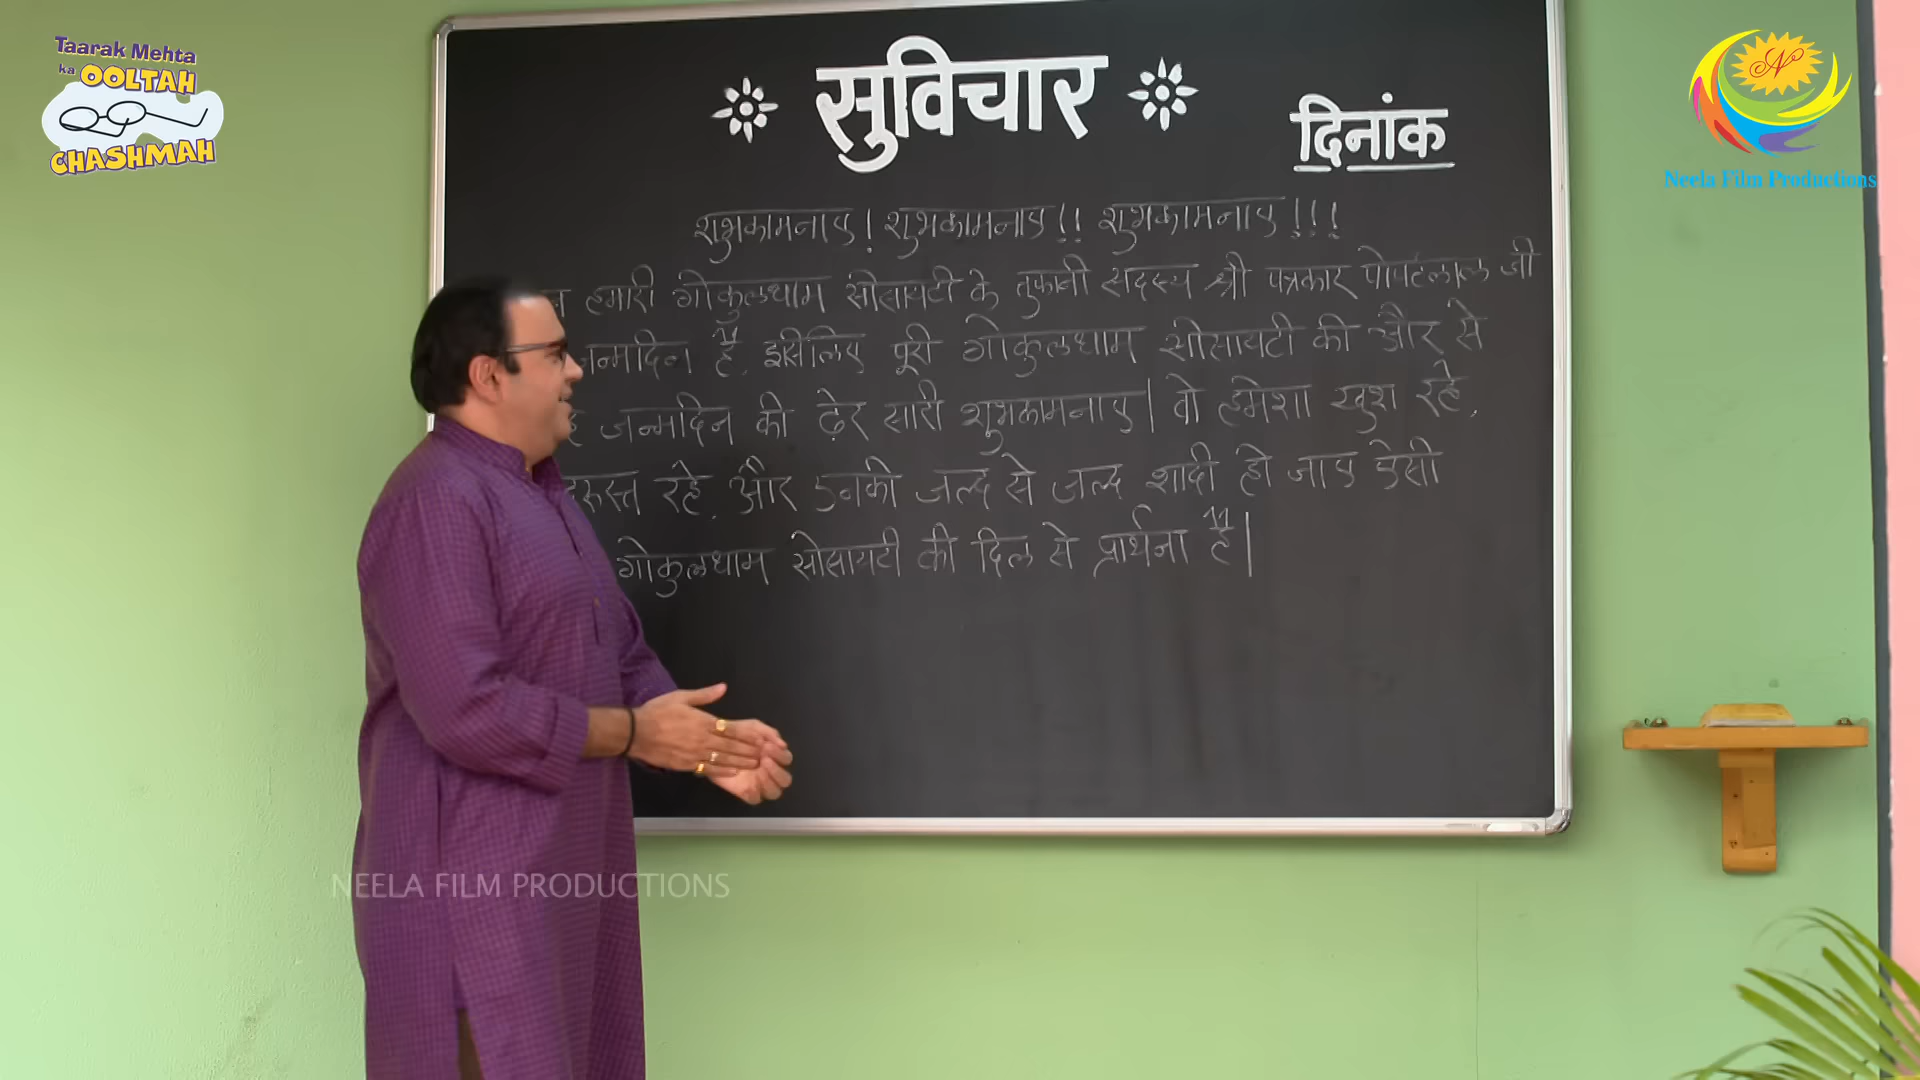 Taarak Mehta
ka OOLTAH
CHASHMAH
Neela Film Productions
सुविचार
दिनांक
शुभकामनाए! शुभकामनाए!! शुभकामनाए!!!
हमारी गोकुलधाम सोसायटी के तुफानी सदस्य श्री पत्रकार पोपटलाल जी
जन्मदिन है, इसीलिए पूरी गोकुलधाम सोसायटी की और से
जन्मदिन की ढ़ेर सारी शुभकामनाए| वो हमेशा खुश रहे,
रहे, और उनकी जल्द से जल्द शादी हो जाए ऐसी
गोकुलधाम सोसायटी की दिल से प्रार्थना है|
NEELA FILM PRODUCTIONS